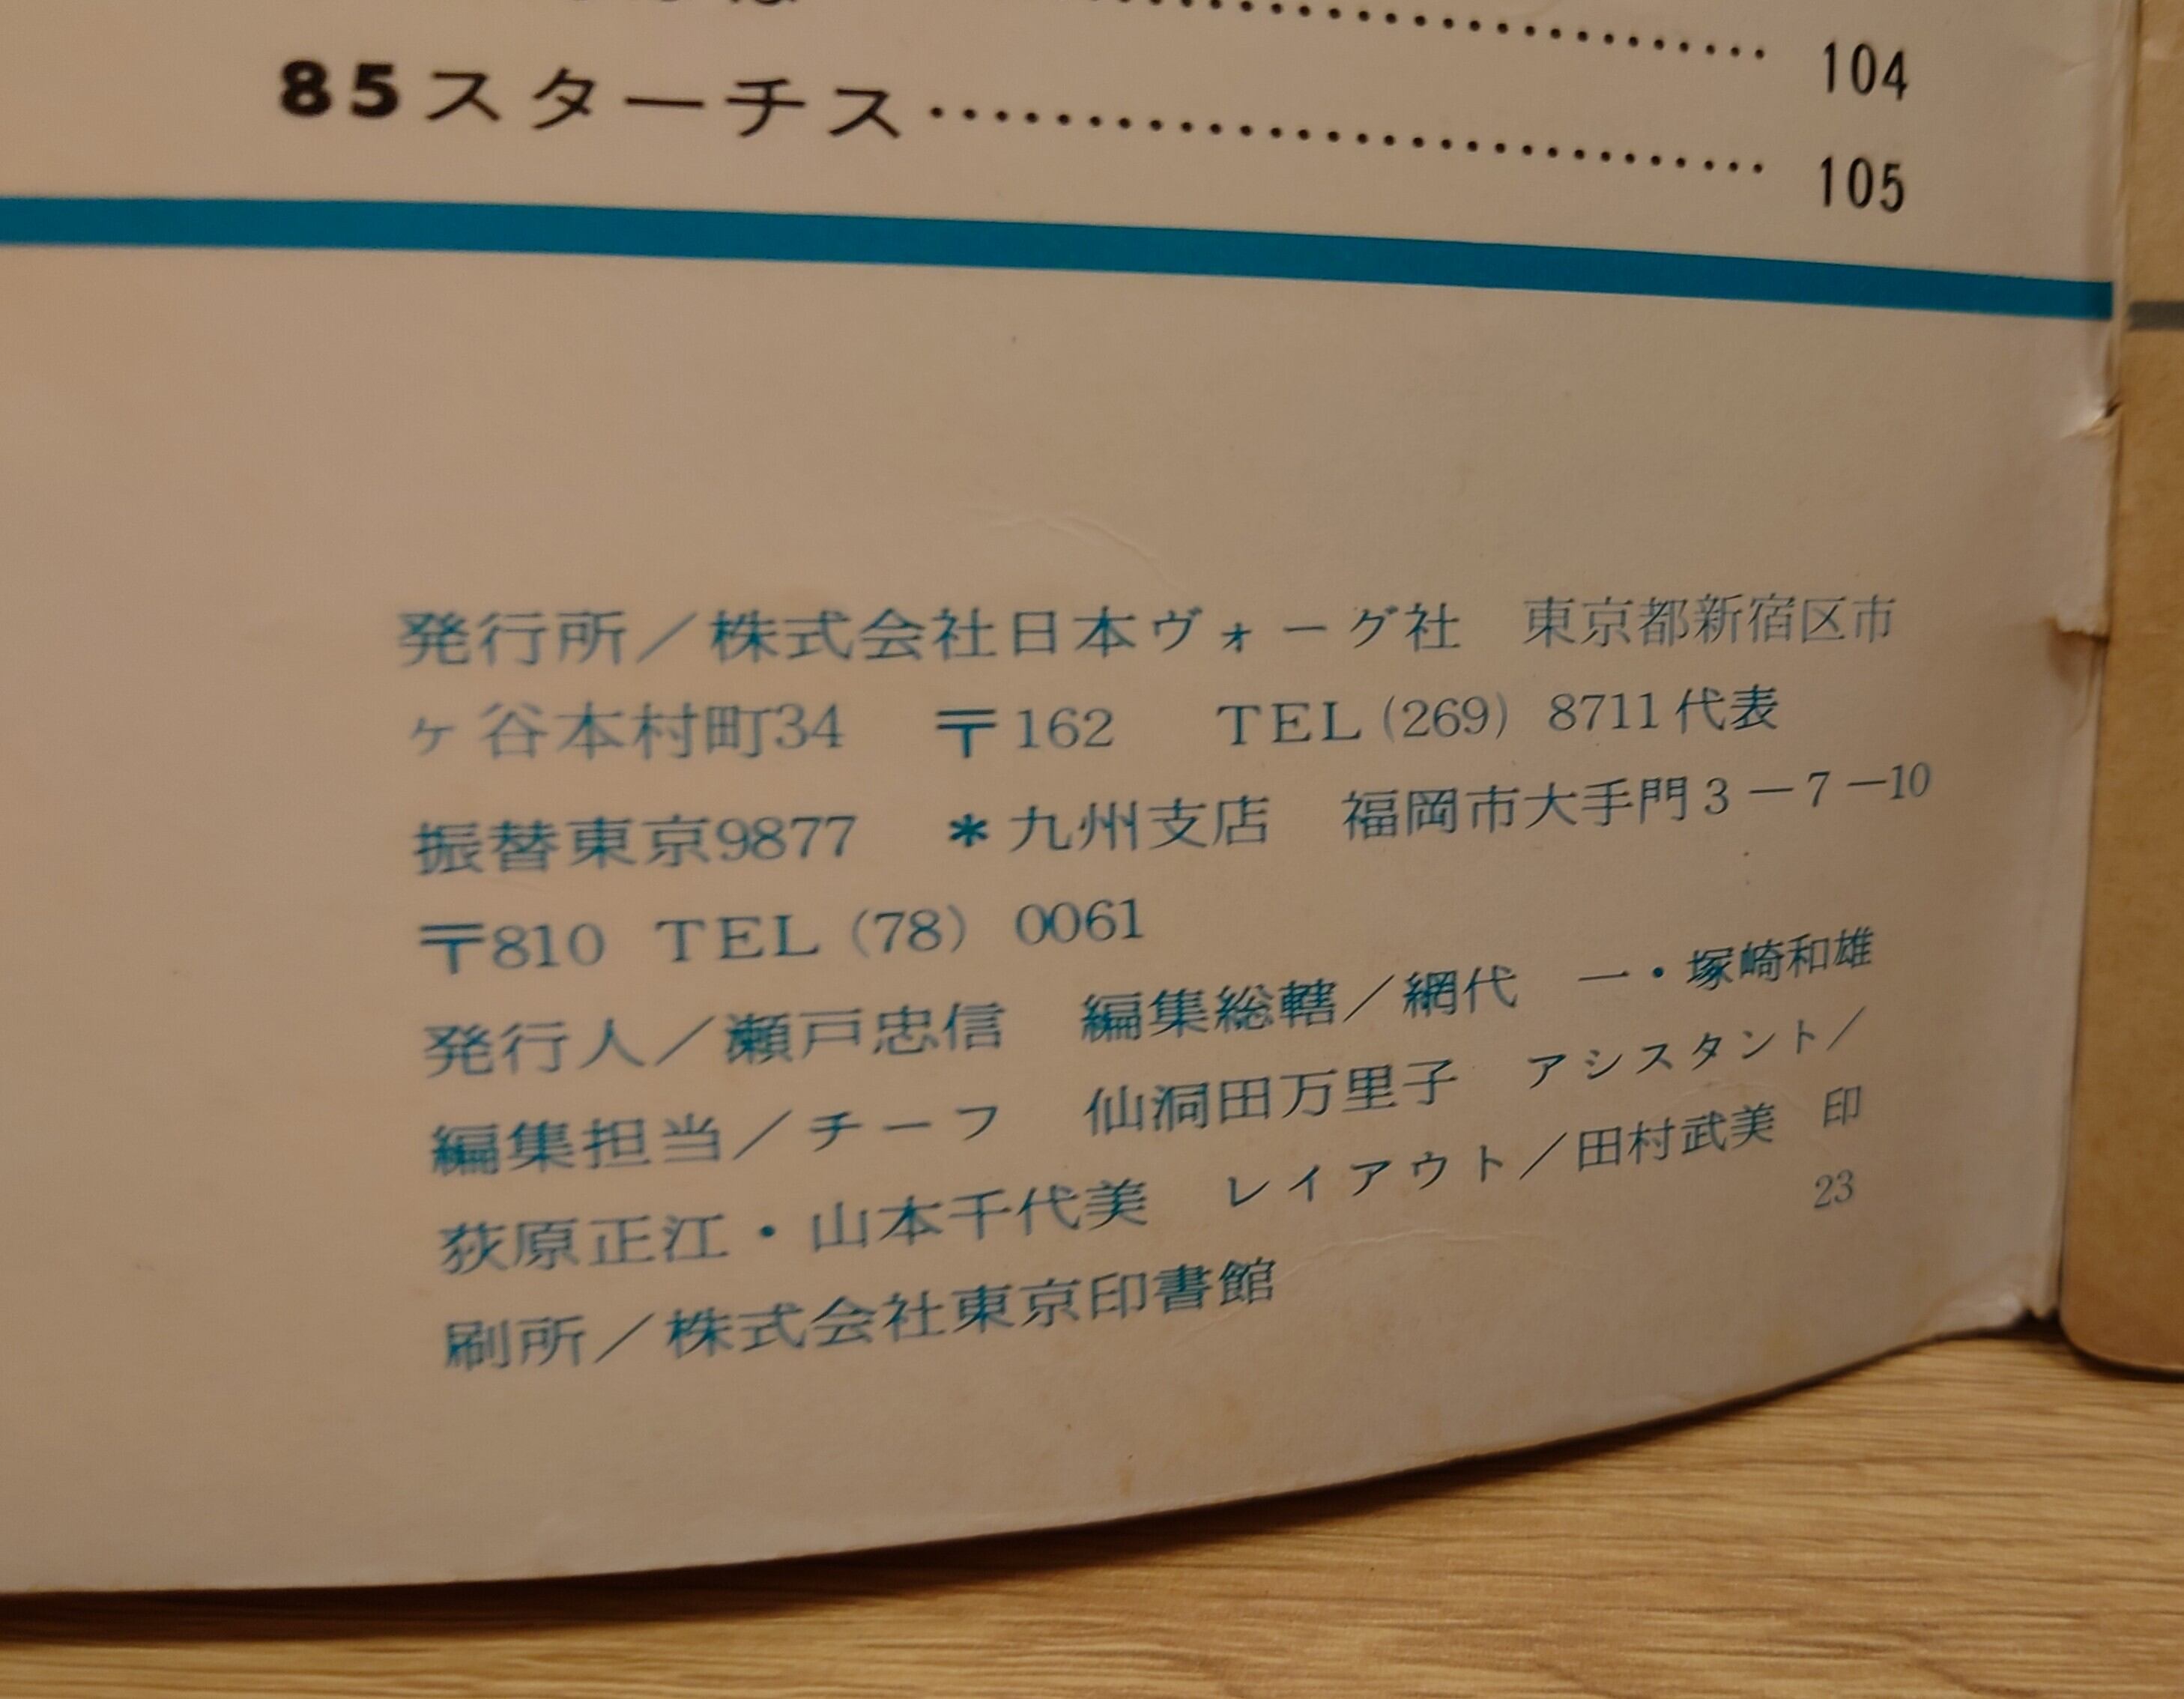 104
85スターチス……………………………… 105
発行所／株式会社日本ヴォーグ社　東京都新宿区市
ヶ谷本村町34　〒162　TEL(269) 8711代表
振替東京9877　＊九州支店　福岡市大手門3－7－10
〒810 TEL (78) 0061
発行人／瀬戸忠信　編集総轄／網代　一・塚崎和雄
編集担当／チーフ　仙洞田万里子　アシスタント／
荻原正江・山本千代美　レイアウト／田村武美　印
刷所／株式会社東京印書館
23